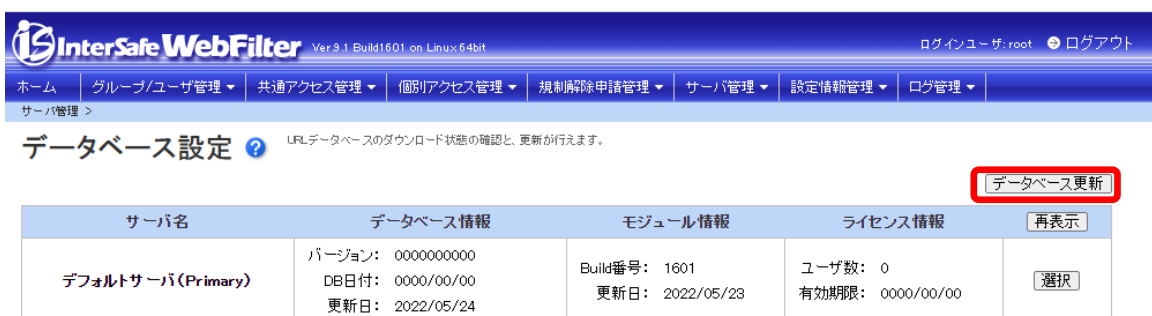 InterSafe WebFilter Ver.9.1 Build1601 on Linux64bit ログインユーザ:root ログアウト
ホーム グループ/ユーザ管理▼ 共通アクセス管理▼ 個別アクセス管理▼ 規制解除申請管理▼ サーバ管理▼ 設定情報管理▼ ログ管理▼
サーバ管理 >
データベース設定 ? URLデータベースのダウンロード状態の確認と、更新が行えます。
データベース更新
サーバ名 データベース情報 モジュール情報 ライセンス情報 再表示
バージョン: 0000000000
Build番号: 1601 ユーザ数: 0
デフォルトサーバ(Primary) DB日付: 0000/00/00 選択
更新日: 2022/05/23 有効期限: 0000/00/00
更新日: 2022/05/24